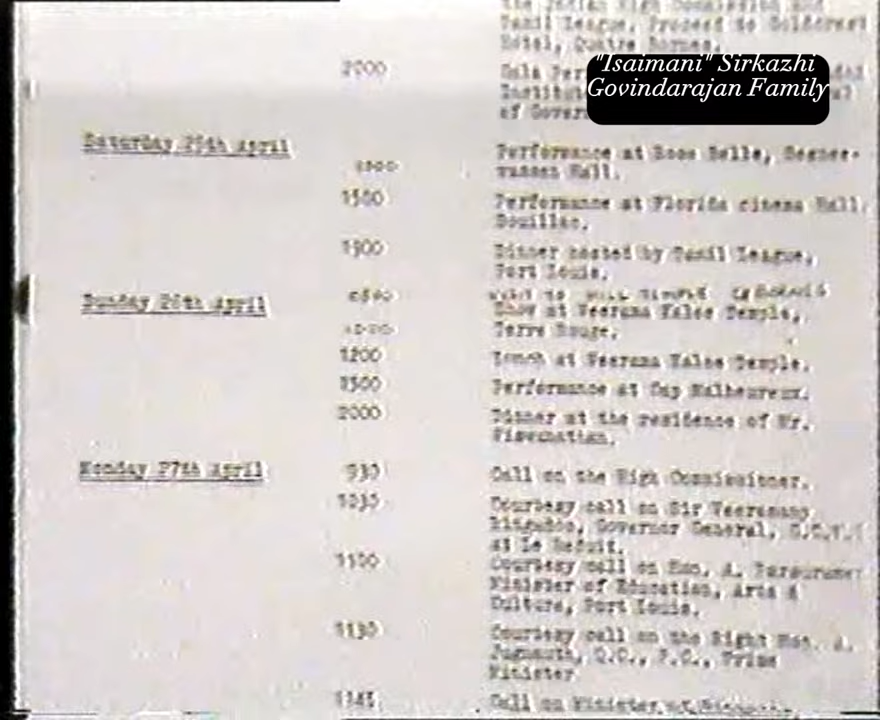 the Indian High Commission and
Tamil League. Proceed to Goldcrest
Hotel, Quatre Bornes.
2000
Gala
"Isaimani" Sirkazhi
Govindarajan Family
of
Saturday 25th April
Performance at Rose Belle,
Hall.
1500
Performance at Florida cinema Hall,
Souillac.
1900
Dinner hosted by Tamil League,
Port Louis.
Sunday 26th April
Show at Veerama Kalee Temple,
Terre Rouge.
1200
Lunch at Veerama Kalee Temple.
1500
Performance at Cap Malheureux.
2000
Dinner at the residence of Mr.
Monday 27th April
930
Call on the High Commissioner.
1030
Courtesy call on Sir Veerasamy
Ringadoo, Governor General,
at Le Reduit.
1100
Courtesy call on Hon. A.
Minister of Education, Arts &
Culture, Port Louis.
1130
Courtesy call on the Right Hon. A.
Jugnauth, Q.C., P.C., Prime
Minister
1145
Call on Minister of